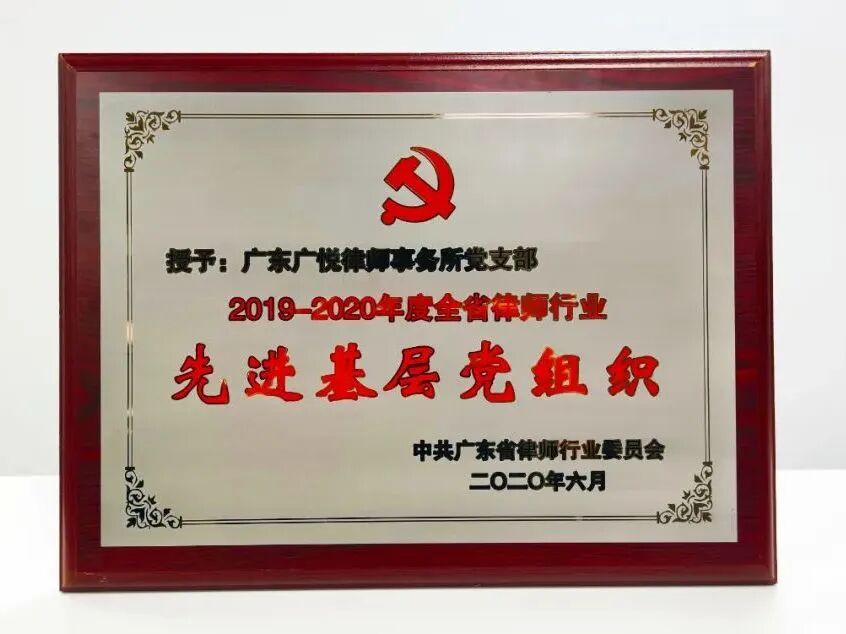 授予：广东广悦律师事务所党支部
2019-2020年度全省律师行业
先进基层党组织
中共广东省律师行业委员会
二〇二〇年六月